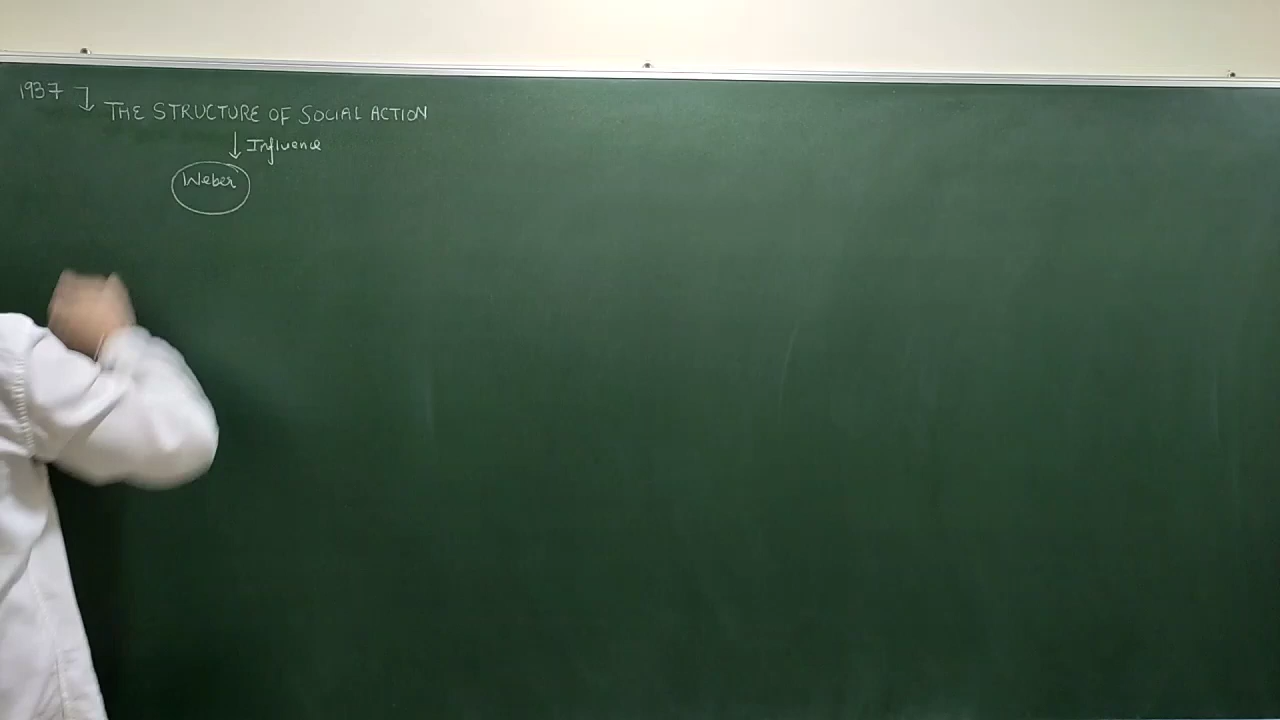 1937
THE STRUCTURE OF SOCIAL ACTION
Influence
Weber